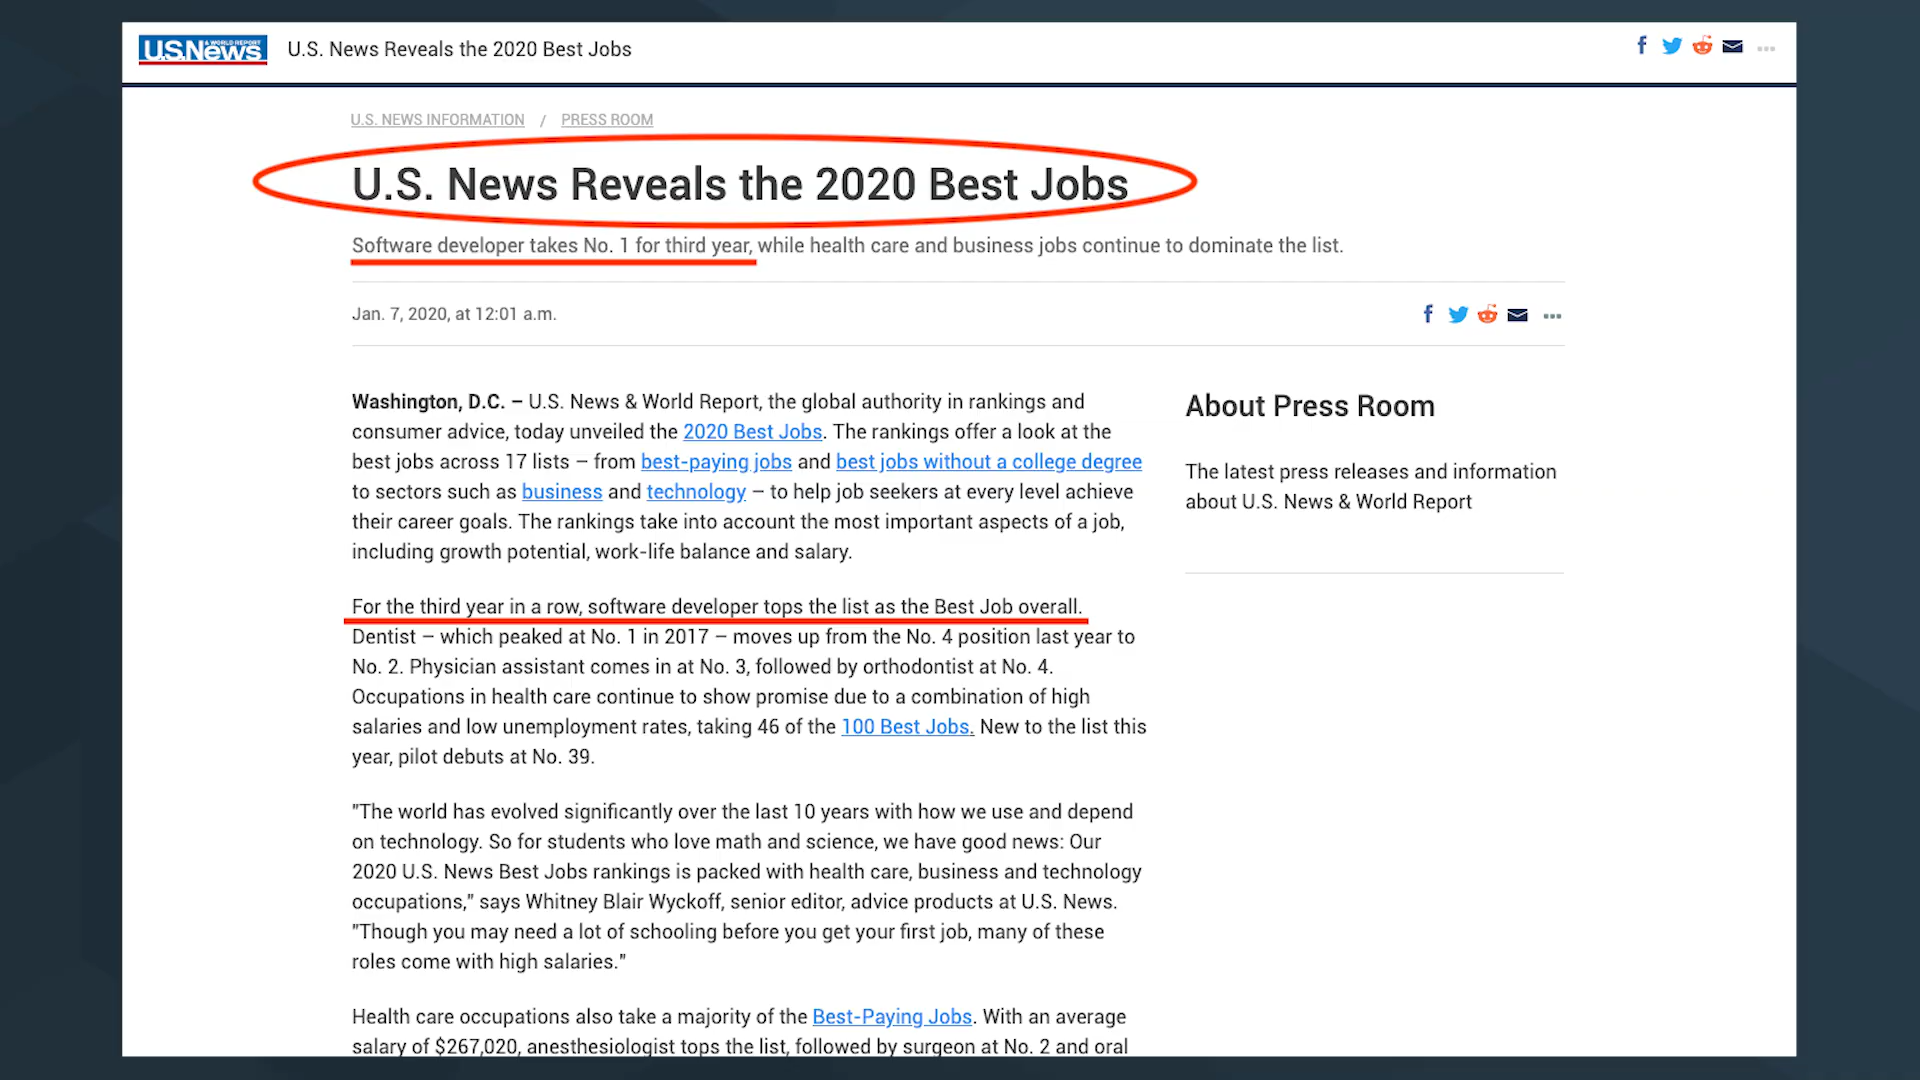 U.S. News A WORLD REPORT
U.S. News Reveals the 2020 Best Jobs
U.S. NEWS INFORMATION / PRESS ROOM
U.S. News Reveals the 2020 Best Jobs
Software developer takes No. 1 for third year, while health care and business jobs continue to dominate the list.
Jan. 7, 2020, at 12:01 a.m.
Washington, D.C. – U.S. News & World Report, the global authority in rankings and
consumer advice, today unveiled the 2020 Best Jobs. The rankings offer a look at the
best jobs across 17 lists – from best-paying jobs and best jobs without a college degree
to sectors such as business and technology – to help job seekers at every level achieve
their career goals. The rankings take into account the most important aspects of a job,
including growth potential, work-life balance and salary.
For the third year in a row, software developer tops the list as the Best Job overall.
Dentist – which peaked at No. 1 in 2017 – moves up from the No. 4 position last year to
No. 2. Physician assistant comes in at No. 3, followed by orthodontist at No. 4.
Occupations in health care continue to show promise due to a combination of high
salaries and low unemployment rates, taking 46 of the 100 Best Jobs. New to the list this
year, pilot debuts at No. 39.
"The world has evolved significantly over the last 10 years with how we use and depend
on technology. So for students who love math and science, we have good news: Our
2020 U.S. News Best Jobs rankings is packed with health care, business and technology
occupations," says Whitney Blair Wyckoff, senior editor, advice products at U.S. News.
"Though you may need a lot of schooling before you get your first job, many of these
roles come with high salaries."
Health care occupations also take a majority of the Best-Paying Jobs. With an average
salary of $267,020, anesthesiologist tops the list, followed by surgeon at No. 2 and oral
About Press Room
The latest press releases and information
about U.S. News & World Report